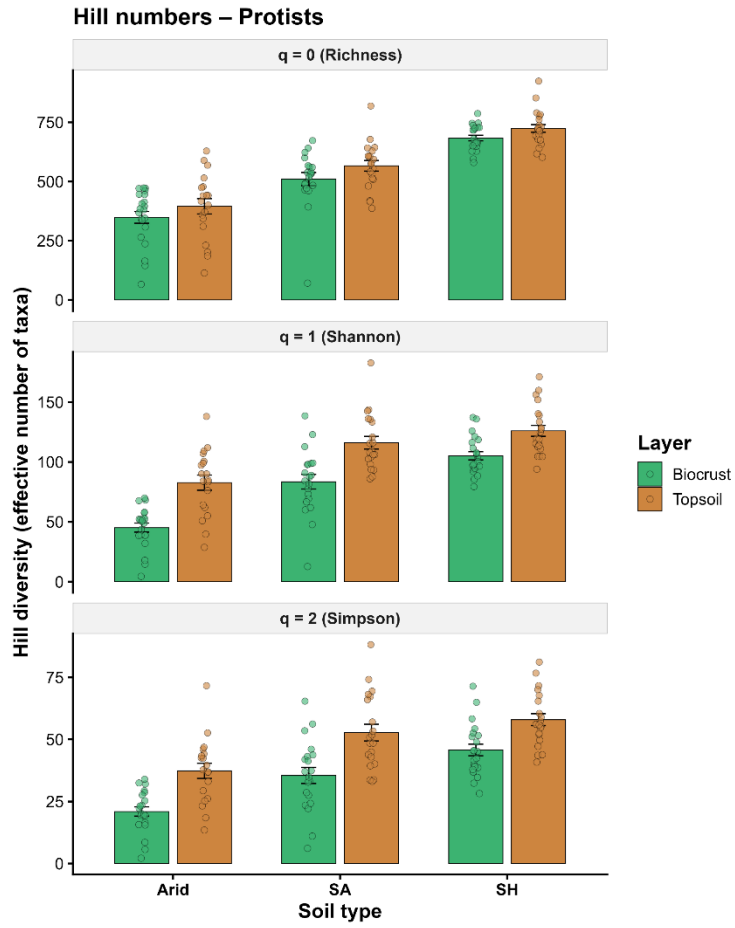 Hill numbers – Protists
q = 0 (Richness)
750
500
250
0
q = 1 (Shannon)
150
100
50
0
q = 2 (Simpson)
75
50
25
0
Arid SA SH
Soil type
Hill diversity (effective number of taxa)
Layer
Biocrust
Topsoil